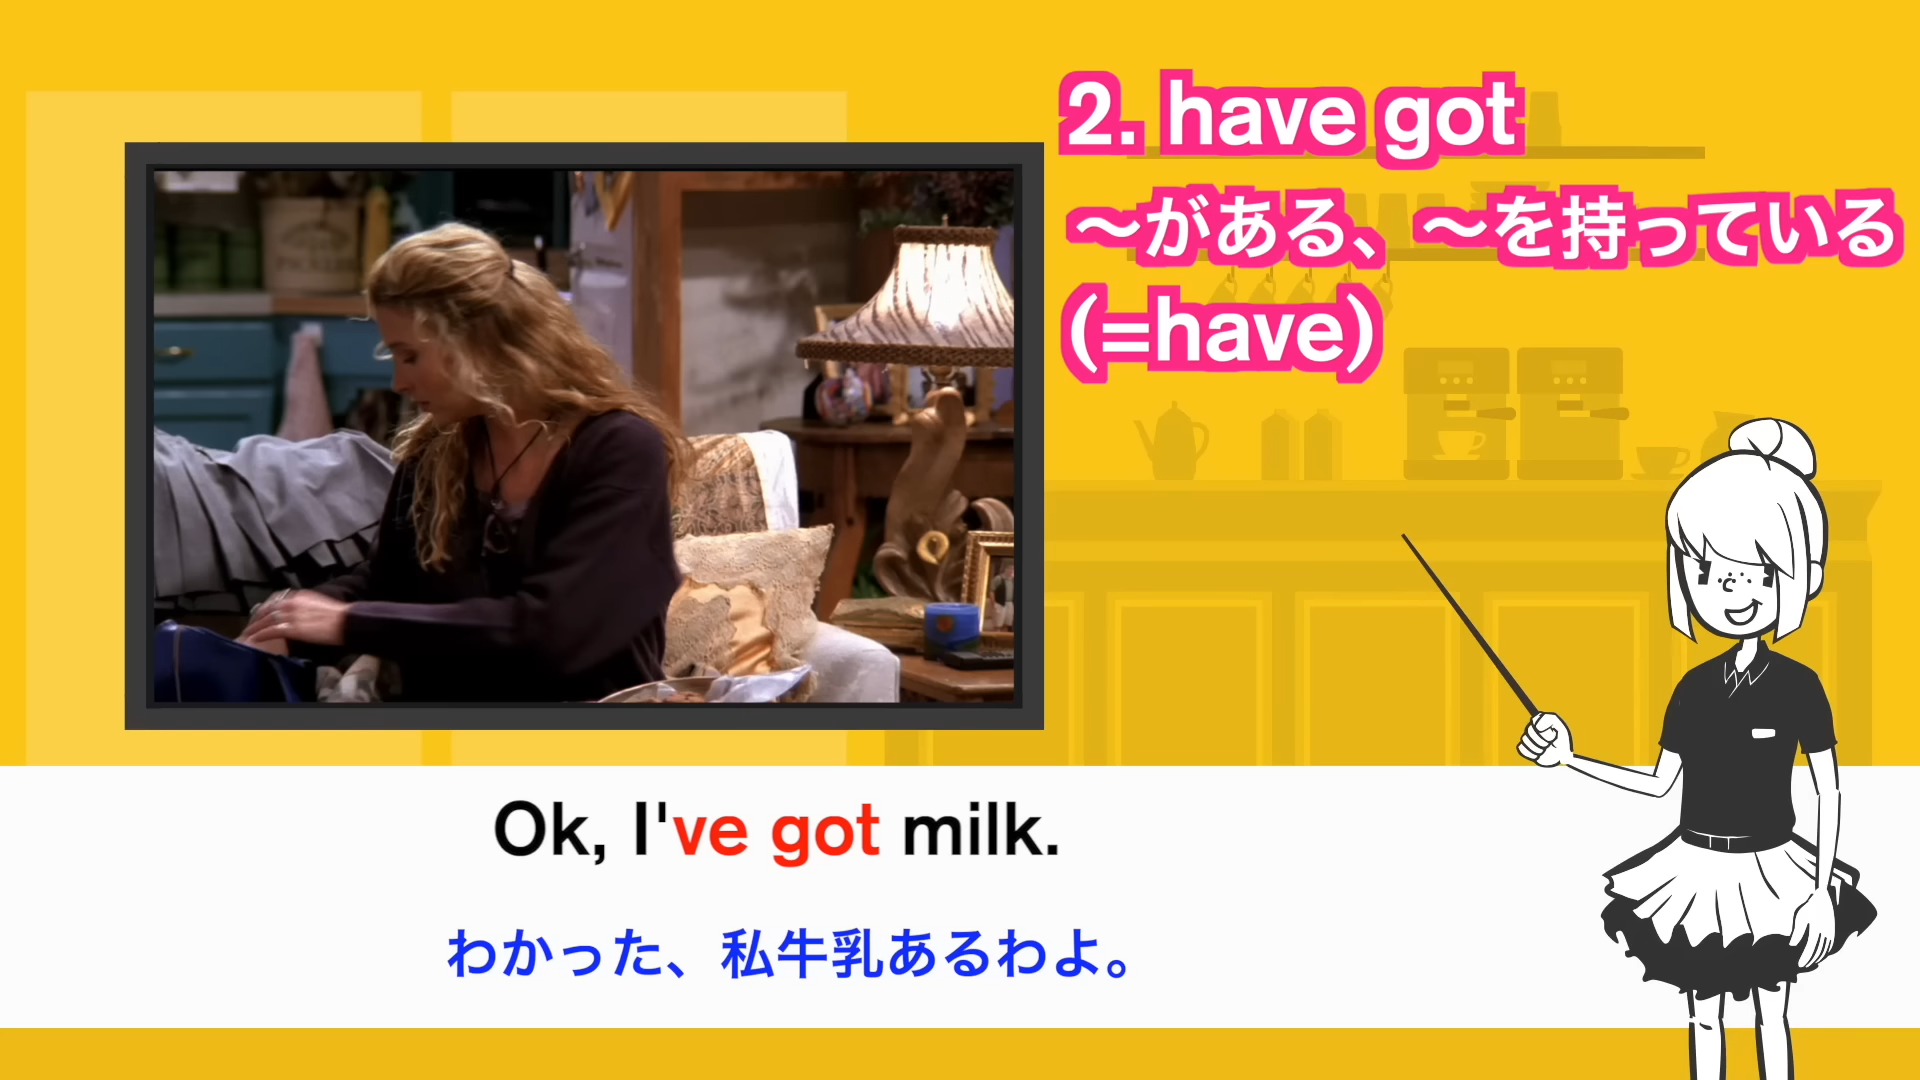 2. have got
〜がある、〜を持っている
(=have)
Ok, I've got milk.
わかった、私牛乳あるわよ。